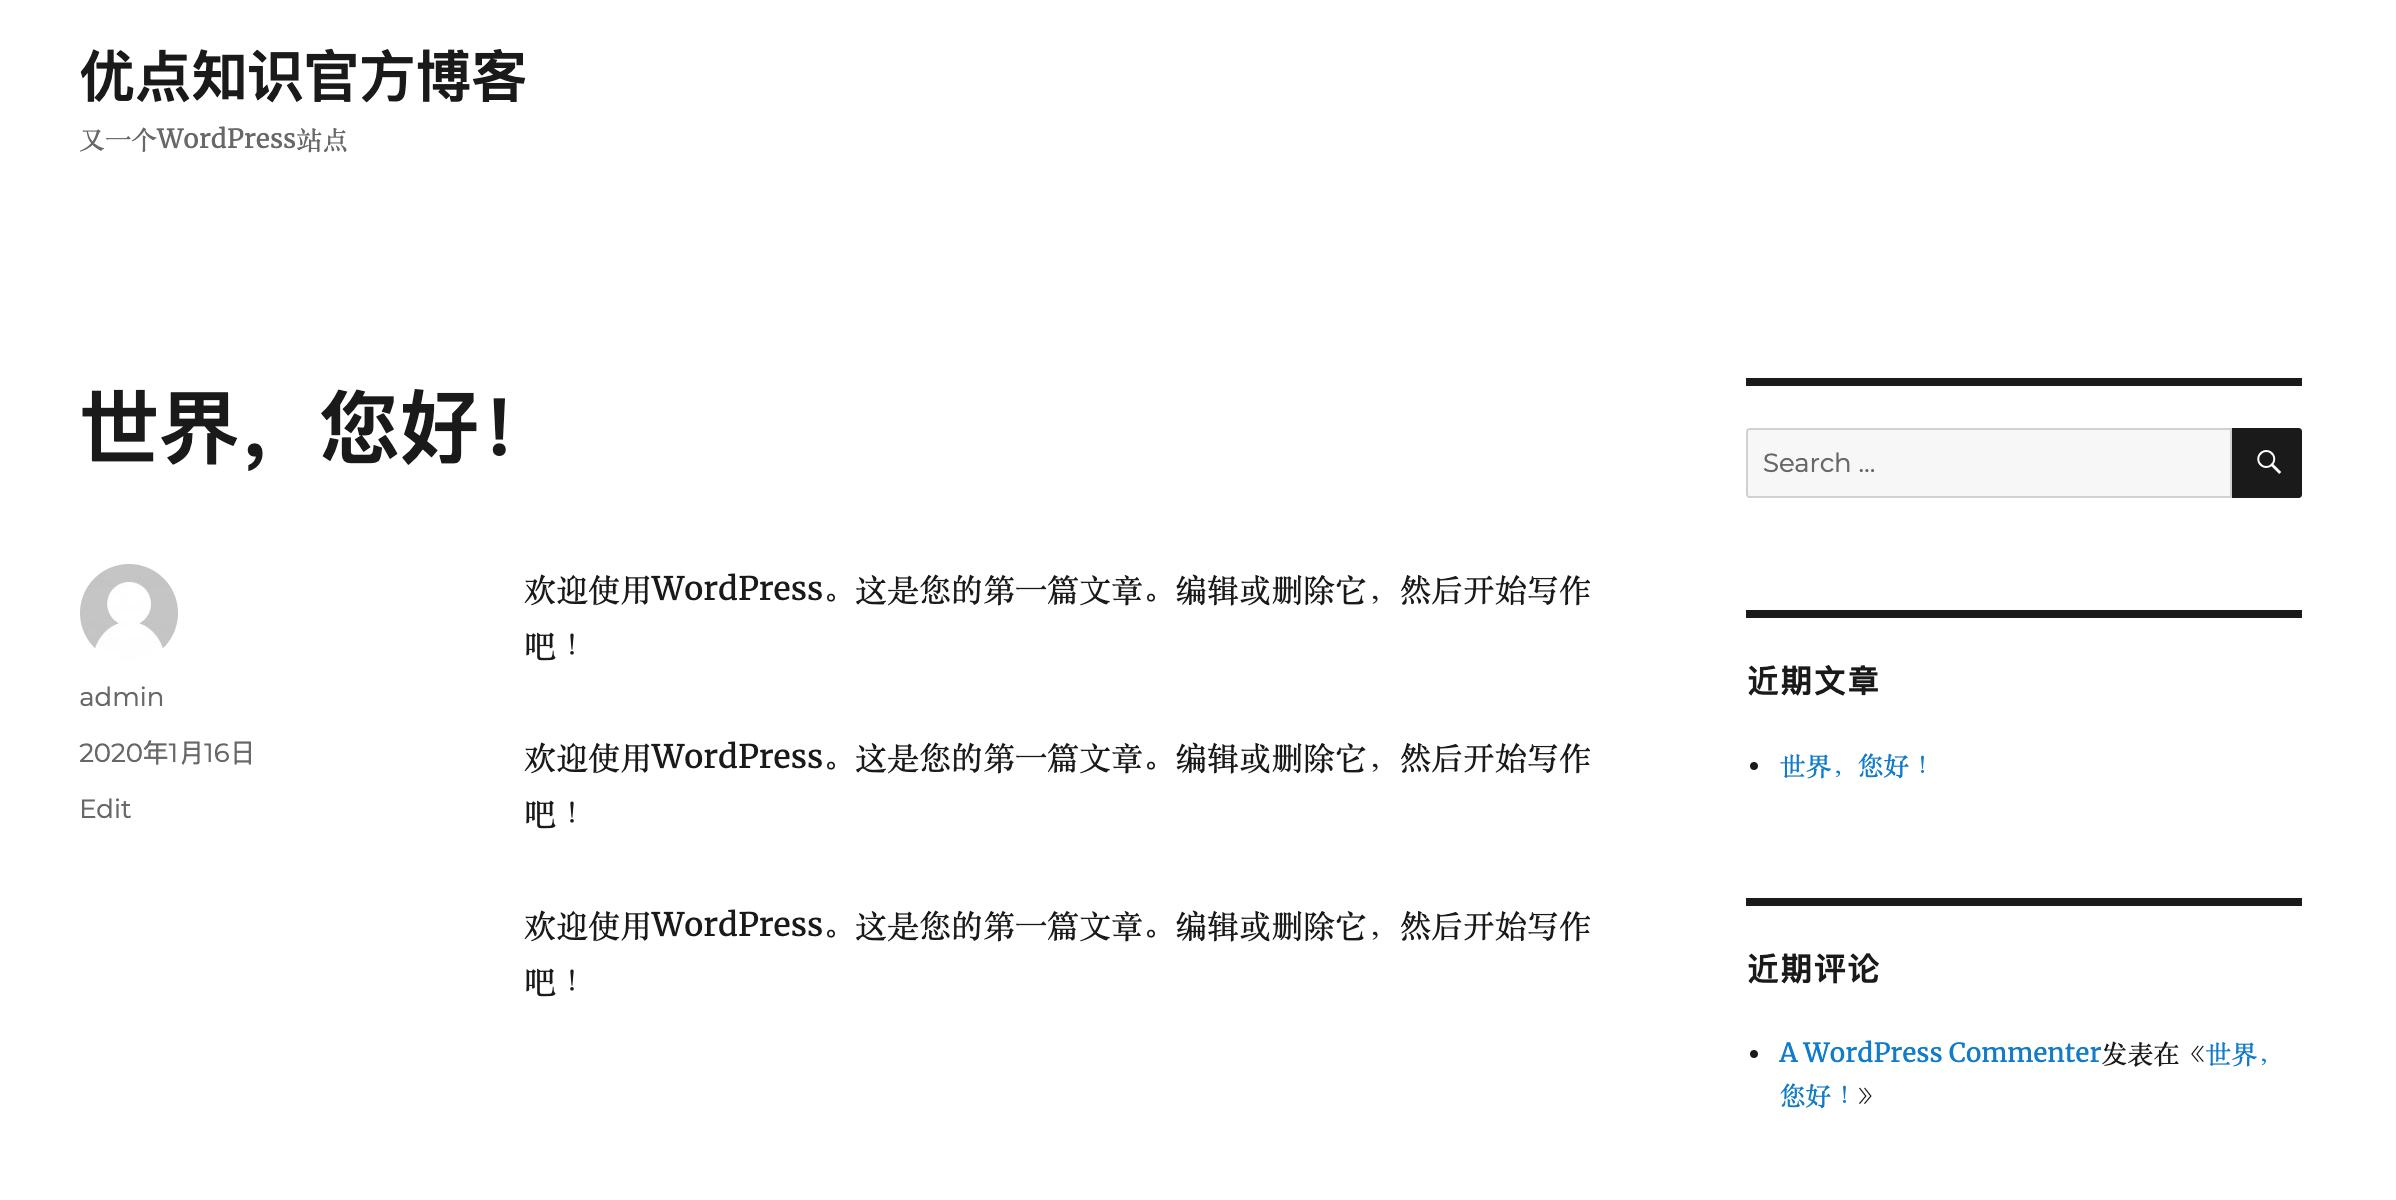 优点知识官方博客
又一个WordPress站点
世界，您好！
admin
2020年1月16日
Edit
欢迎使用WordPress。这是您的第一篇文章。编辑或删除它，然后开始写作
吧！
欢迎使用WordPress。这是您的第一篇文章。编辑或删除它，然后开始写作
吧！
欢迎使用WordPress。这是您的第一篇文章。编辑或删除它，然后开始写作
吧！
Search …
近期文章
世界，您好！
近期评论
A WordPress Commenter发表在《世界，
您好！》